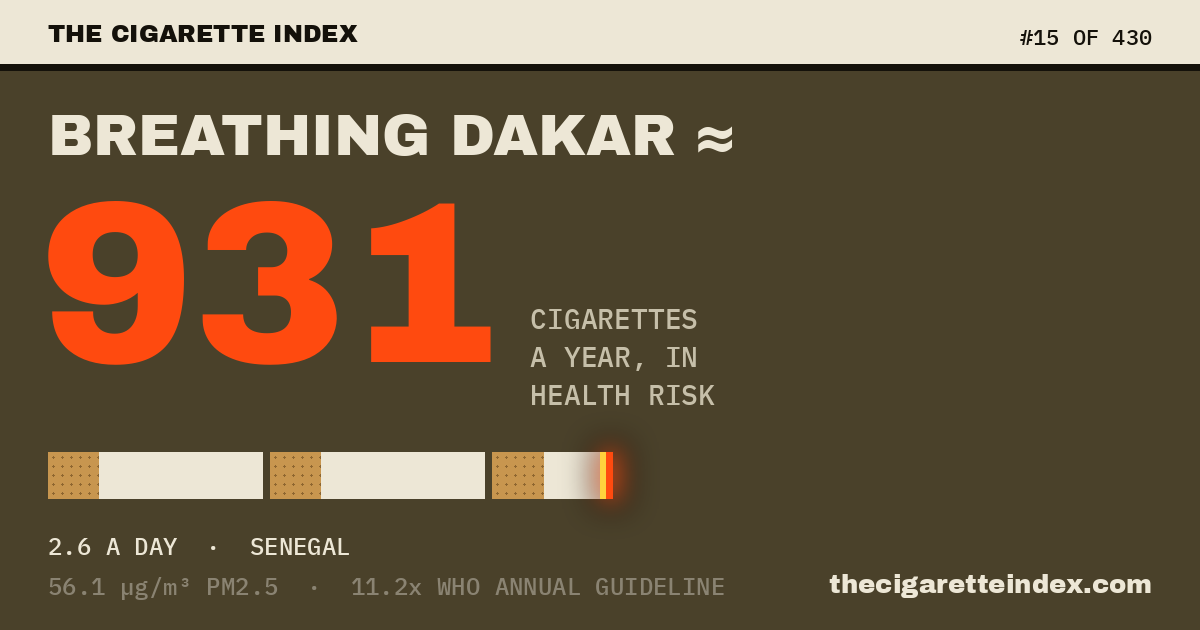 THE CIGARETTE INDEX
#15 OF 430
BREATHING DAKAR ≈
931
CIGARETTES
A YEAR, IN
HEALTH RISK
2.6 A DAY · SENEGAL
56.1 µg/m³ PM2.5 · 11.2x WHO ANNUAL GUIDELINE
thecigaretteindex.com